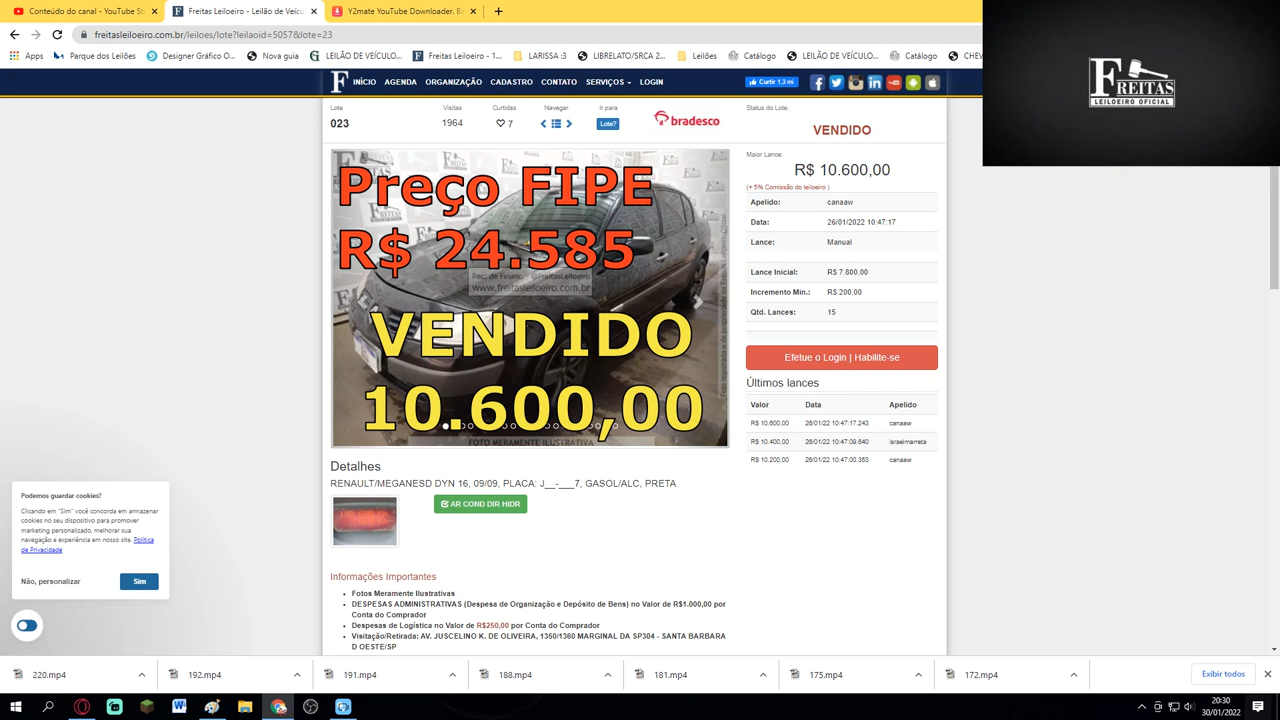 Conteúdo do canal - YouTube St
Freitas Leiloeiro - Leilão de Veícu
Y2mate YouTube Downloader. Ba
freitasleiloeiro.com.br/leiloes/lote?leilaoid=5057&lote=23
Apps
Parque dos Leilões
Designer Gráfico O...
Nova guia
LEILÃO DE VEÍCULO...
Freitas Leiloeiro - 1...
LARISSA :3
LIBRELATO/SRCA 2...
Leilões
Catálogo
LEILÃO DE VEÍCULO...
Catálogo
CHEV
FREITAS
LEILOEIRO OFICIAL
F INÍCIO AGENDA ORGANIZAÇÃO CADASTRO CONTATO SERVIÇOS LOGIN
Curtir 1,3 mi
Lote Visitas Curtidas Navegar Ir para
023 1964 7 Lote?
bradesco
Status do Lote:
VENDIDO
Maior Lance:
R$ 10.600,00
(+ 5% Comissão do leiloeiro )
Apelido: canaaw
Data: 26/01/2022 10:47:17
Lance: Manual
Lance Inicial: R$ 7.800,00
Incremento Min.: R$ 200,00
Qtd. Lances: 15
Efetue o Login | Habilite-se
Últimos lances
Valor Data Apelido
R$ 10.600,00 26/01/22 10:47:17.243 canaaw
R$ 10.400,00 26/01/22 10:47:09.640 israelmarreta
R$ 10.200,00 26/01/22 10:47:00.353 canaaw
Preço FIPE
R$ 24.585
Rec. de Financ. ©FreitasLeiloeiro
www.freitasleiloeiro.com.br
VENDIDO
10.600,00
FOTO MERAMENTE ILUSTRATIVA
Detalhes
RENAULT/MEGANESD DYN 16, 09/09, PLACA: J__-___7, GASOL/ALC, PRETA
AR COND DIR HIDR
Informações Importantes
Fotos Meramente Ilustrativas
DESPESAS ADMINISTRATIVAS (Despesa de Organização e Depósito de Bens) no Valor de R$1.000,00 por
Conta do Comprador
Despesas de Logística no Valor de R$250,00 por Conta do Comprador
Visitação/Retirada: AV. JUSCELINO K. DE OLIVEIRA, 1350/1360 MARGINAL DA SP304 - SANTA BARBARA
D OESTE/SP
Podemos guardar cookies?
Clicando em "Sim" você concorda em armazenar
cookies no seu dispositivo para promover
marketing personalizado, melhorar sua
navegação e experiência em nosso site. Política
de Privacidade
Não, personalizar
Sim
220.mp4
192.mp4
191.mp4
188.mp4
181.mp4
175.mp4
172.mp4
Exibir todos
20:30
30/01/2022